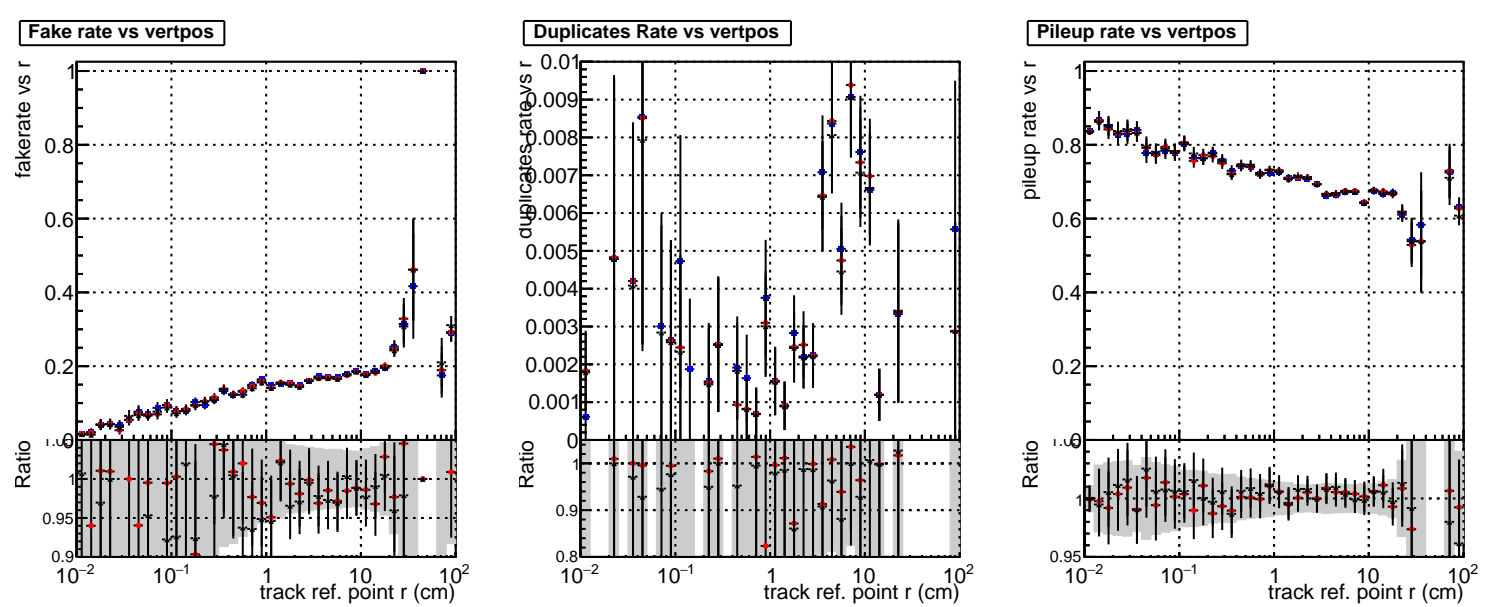 Fake rate vs vertpos
fakerate vs r
1
0.8
0.6
0.4
0.2
0
Ratio
1
0.95
0.9
10⁻² 10⁻¹ 1 10 10²
track ref. point r (cm)
Duplicates Rate vs vertpos
duplicates rate vs r
0.01
0.009
0.008
0.007
0.006
0.005
0.004
0.003
0.002
0.001
0
Ratio
1
0.9
0.8
10⁻² 10⁻¹ 1 10 10²
track ref. point r (cm)
Pileup rate vs vertpos
pileup rate vs r
1
0.8
0.6
0.4
0.2
0
Ratio
1
0.95
10⁻² 10⁻¹ 1 10 10²
track ref. point r (cm)